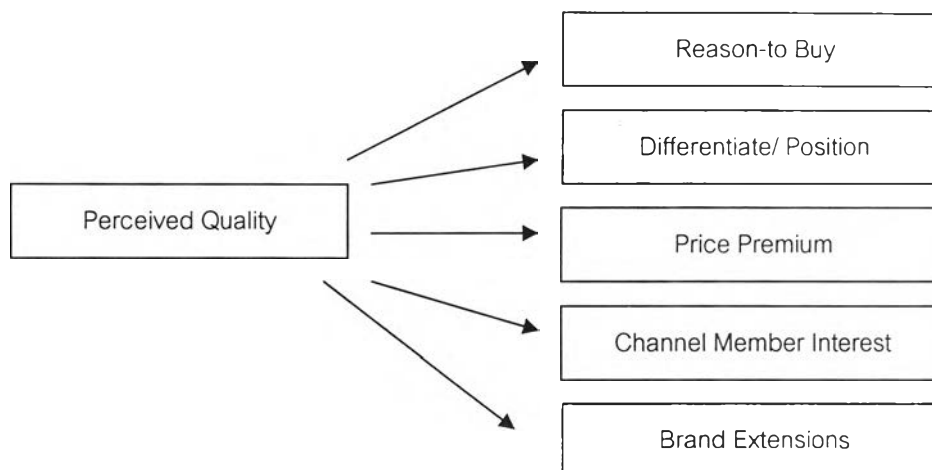 Reason-to Buy
Differentiate/ Position
Perceived Quality
Price Premium
Channel Member Interest
Brand Extensions